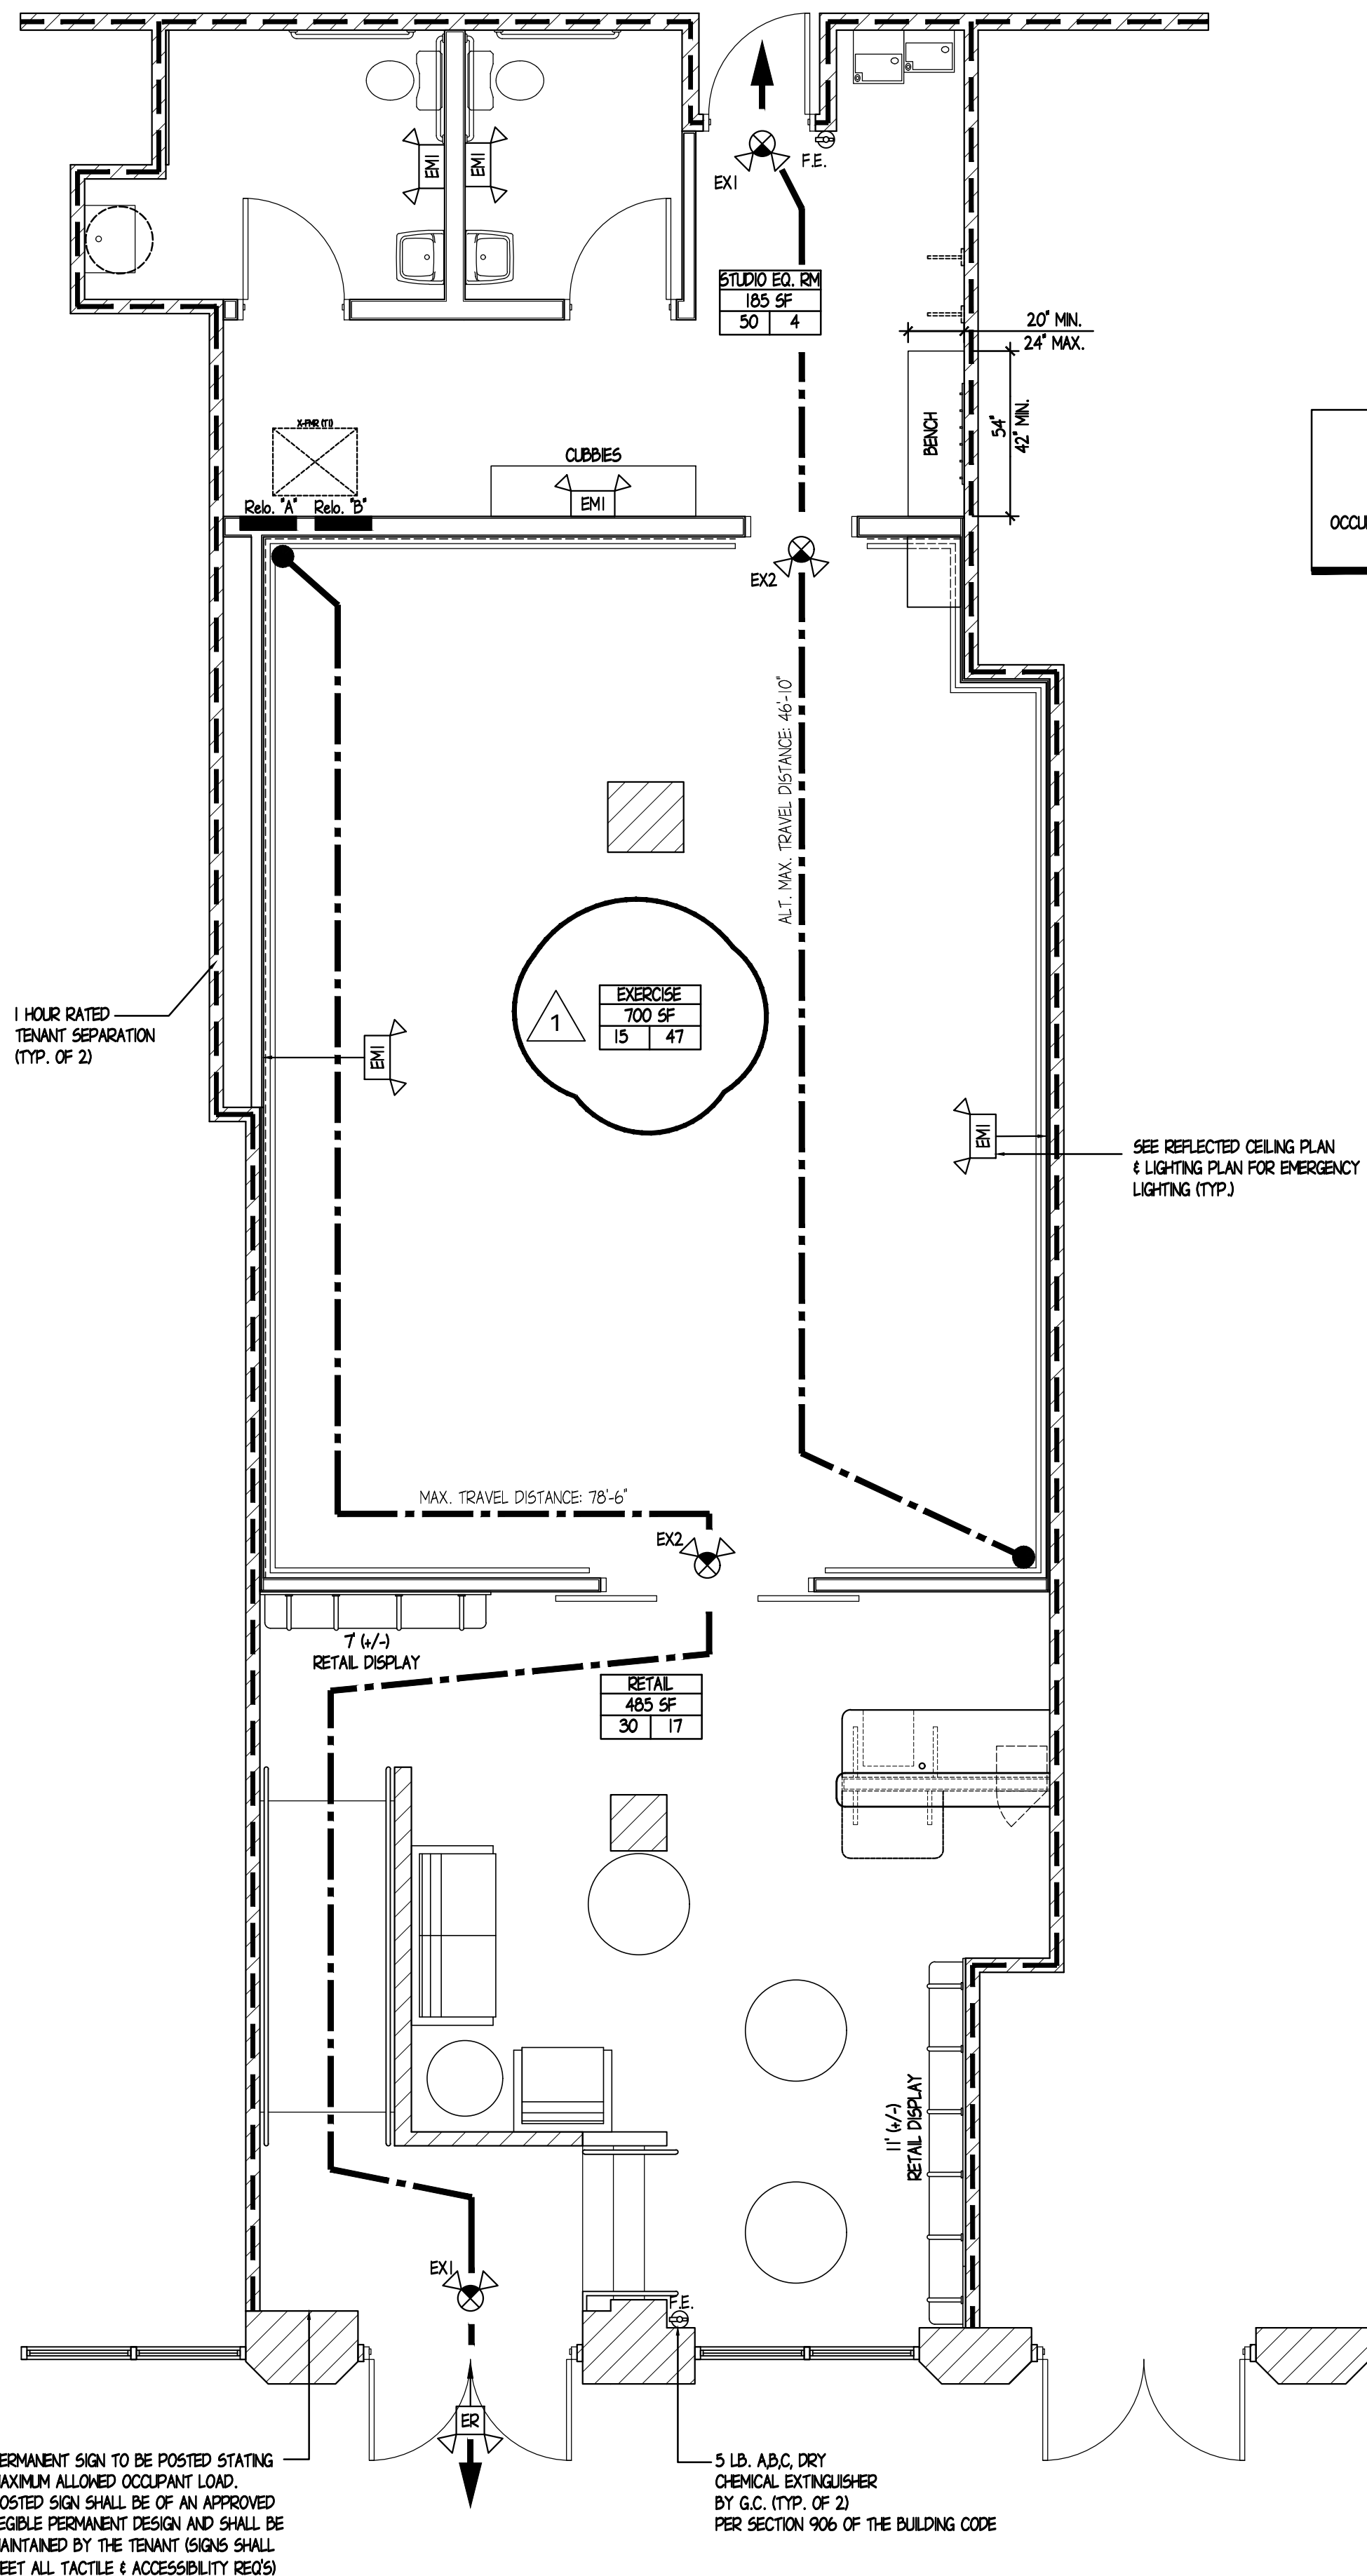 EM1
EM1
EX1
F.E.
STUDIO EQ. RM
185 SF
50 4
20" MIN.
24" MAX.
BENCH
54"
42" MIN.
X-FMR (T1)
CUBBIES
EM1
Relo. "A"
Relo. "B"
EX2
ALT. MAX. TRAVEL DISTANCE: 46'-10"
1 HOUR RATED
TENANT SEPARATION
(TYP. OF 2)
1
EXERCISE
700 SF
15 47
EM1
EM1
SEE REFLECTED CEILING PLAN
& LIGHTING PLAN FOR EMERGENCY
LIGHTING (TYP.)
MAX. TRAVEL DISTANCE: 78'-6"
EX2
7' (+/-)
RETAIL DISPLAY
RETAIL
485 SF
30 17
11' (+/-)
RETAIL DISPLAY
EX1
F.E.
ER
ERMANENT SIGN TO BE POSTED STATING
AXIMUM ALLOWED OCCUPANT LOAD.
OSTED SIGN SHALL BE OF AN APPROVED
EGIBLE PERMANENT DESIGN AND SHALL BE
AINTAINED BY THE TENANT (SIGNS SHALL
EET ALL TACTILE & ACCESSIBILITY REQ'S)
5 LB. A,B,C, DRY
CHEMICAL EXTINGUISHER
BY G.C. (TYP. OF 2)
PER SECTION 906 OF THE BUILDING CODE